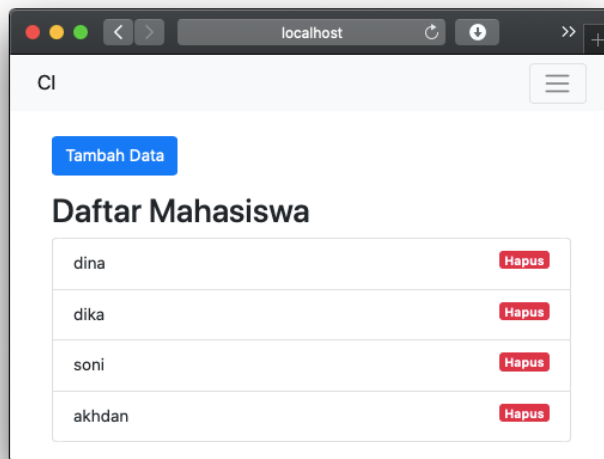 localhost
CI
Tambah Data
Daftar Mahasiswa
dina Hapus
dika Hapus
soni Hapus
akhdan Hapus